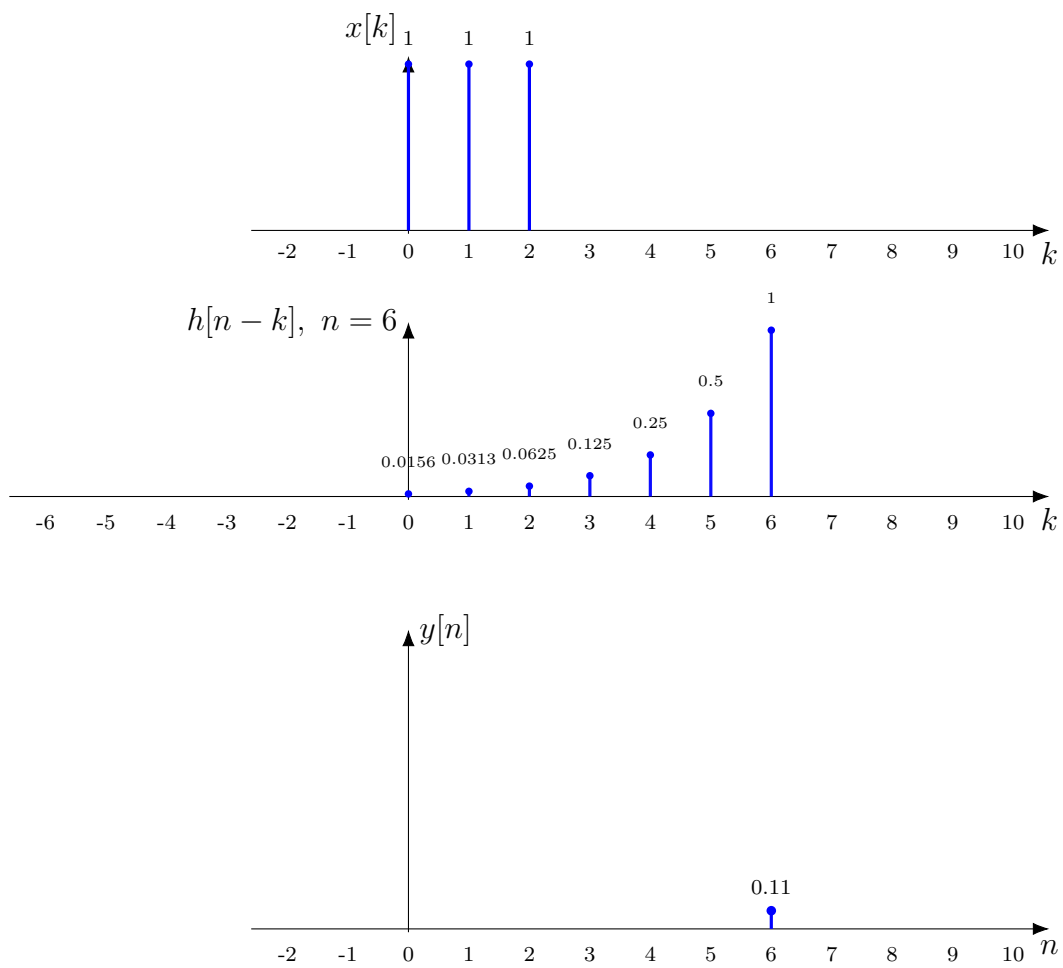 x[k] 1 1 1
-2 -1 0 1 2 3 4 5 6 7 8 9 10
k
h[n − k], n = 6
1
0.5
0.25
0.125
0.0156 0.0313 0.0625
-6 -5 -4 -3 -2 -1 0 1 2 3 4 5 6 7 8 9 10
k
y[n]
0.11
-2 -1 0 1 2 3 4 5 6 7 8 9 10
n